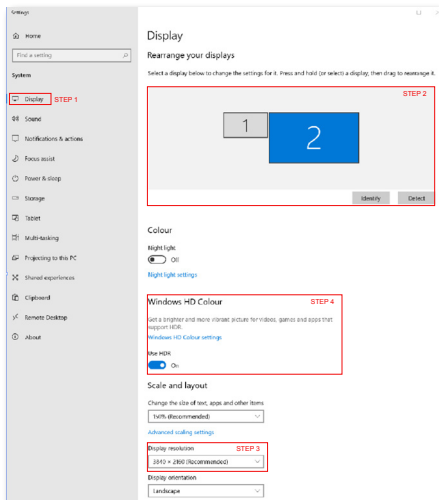 Settings
Home
Find a setting
System
Display STEP 1
Sound
Notifications & actions
Focus assist
Power & sleep
Storage
Tablet
Multi-tasking
Projecting to this PC
Shared experiences
Clipboard
Remote Desktop
About
Display
Rearrange your displays
Select a display below to change the settings for it. Press and hold (or select) a display, then drag to rearrange it.
STEP 2
1
2
Identify Detect
Colour
Night light
Off
Night light settings
Windows HD Colour STEP 4
Get a brighter and more vibrant picture for videos, games and apps that
support HDR.
Windows HD Colour settings
Use HDR
On
Scale and layout
Change the size of text, apps and other items
150% (Recommended)
Advanced scaling settings
Display resolution STEP 3
3840 × 2160 (Recommended)
Display orientation
Landscape